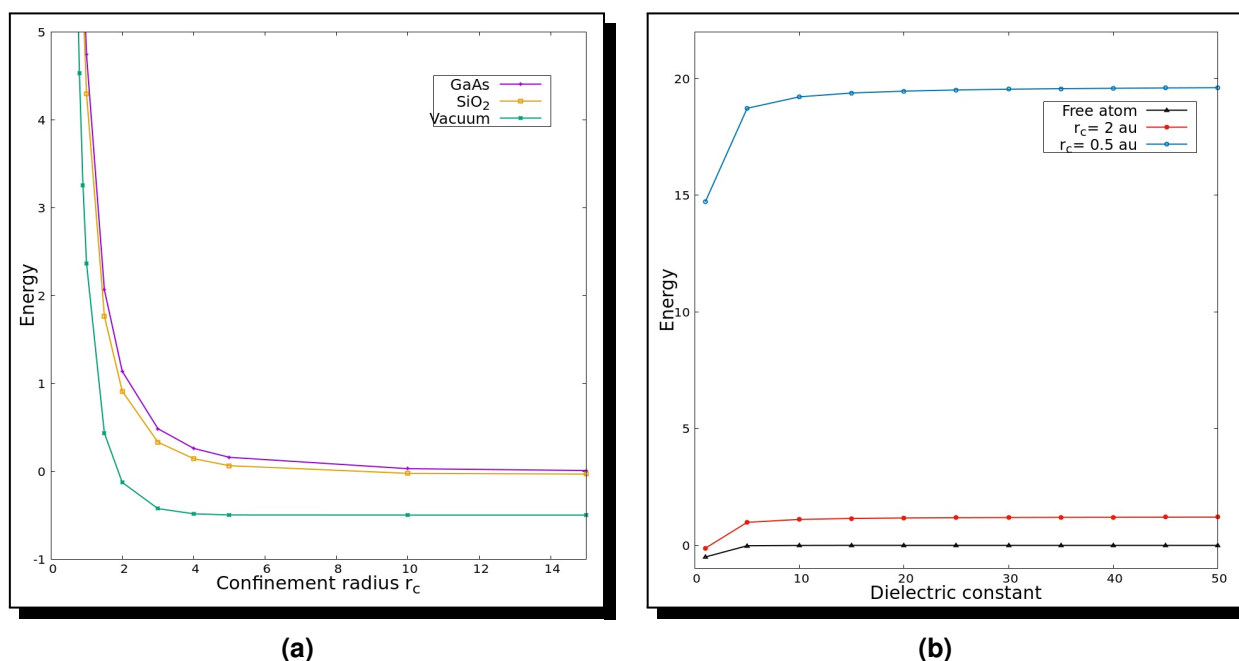 5
4
3
2
1
0
-1
0
2
4
6
8
10
12
14
Energy
Confinement radius r_c
GaAs
SiO₂
Vacuum
(a)
20
15
10
5
0
0
10
20
30
40
50
Energy
Dielectric constant
Free atom
r_c= 2 au
r_c= 0.5 au
(b)